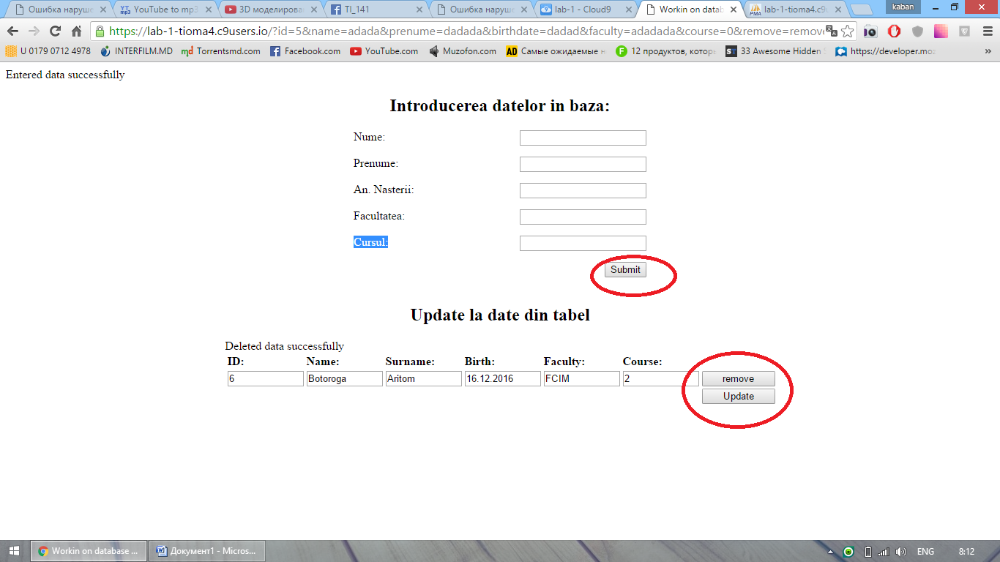 Ошибка наруше
YouTube to mp3
3D моделирова
TI_141
Ошибка наруше
lab-1 - Cloud9
Workin on datab
lab-1-tioma4.c9u
kaban
https://lab-1-tioma4.c9users.io/?id=5&name=adada&prenume=dadada&birthdate=dadad&faculty=adadada&course=0&remove=remov
U 0179 0712 4978
INTERFILM.MD
Torrentsmd.com
Facebook.com
YouTube.com
Muzofon.com
Самые ожидаемые н
12 продуктов, котор
33 Awesome Hidden
https://developer.moz
»
Entered data successfully
Introducerea datelor in baza:
Nume:
Prenume:
An. Nasterii:
Facultatea:
Cursul:
Submit
Update la date din tabel
Deleted data successfully
ID: Name: Surname: Birth: Faculty: Course:
6 Botoroga Aritom 16.12.2016 FCIM 2 remove
Update
Workin on database ...
Документ1 - Micros...
ENG
8:12